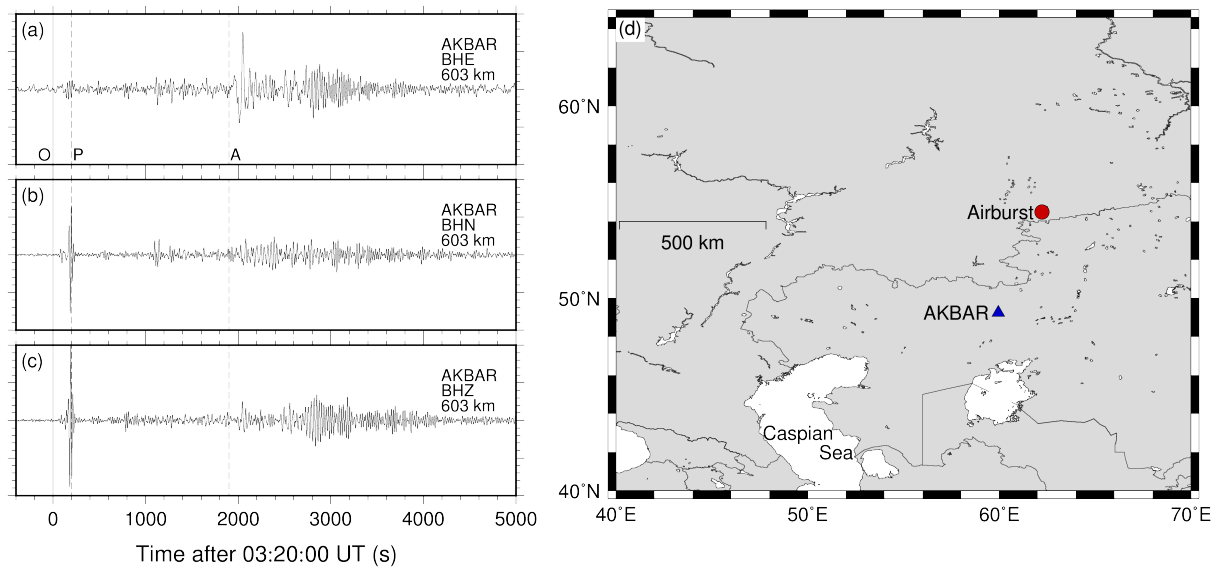 (a)
AKBAR
BHE
603 km
O
P
A
(b)
AKBAR
BHN
603 km
(c)
AKBAR
BHZ
603 km
0
1000
2000
3000
4000
5000
Time after 03:20:00 UT (s)
(d)
60˚N
50˚N
40˚N
Airburst
500 km
AKBAR
Caspian
Sea
40˚E
50˚E
60˚E
70˚E